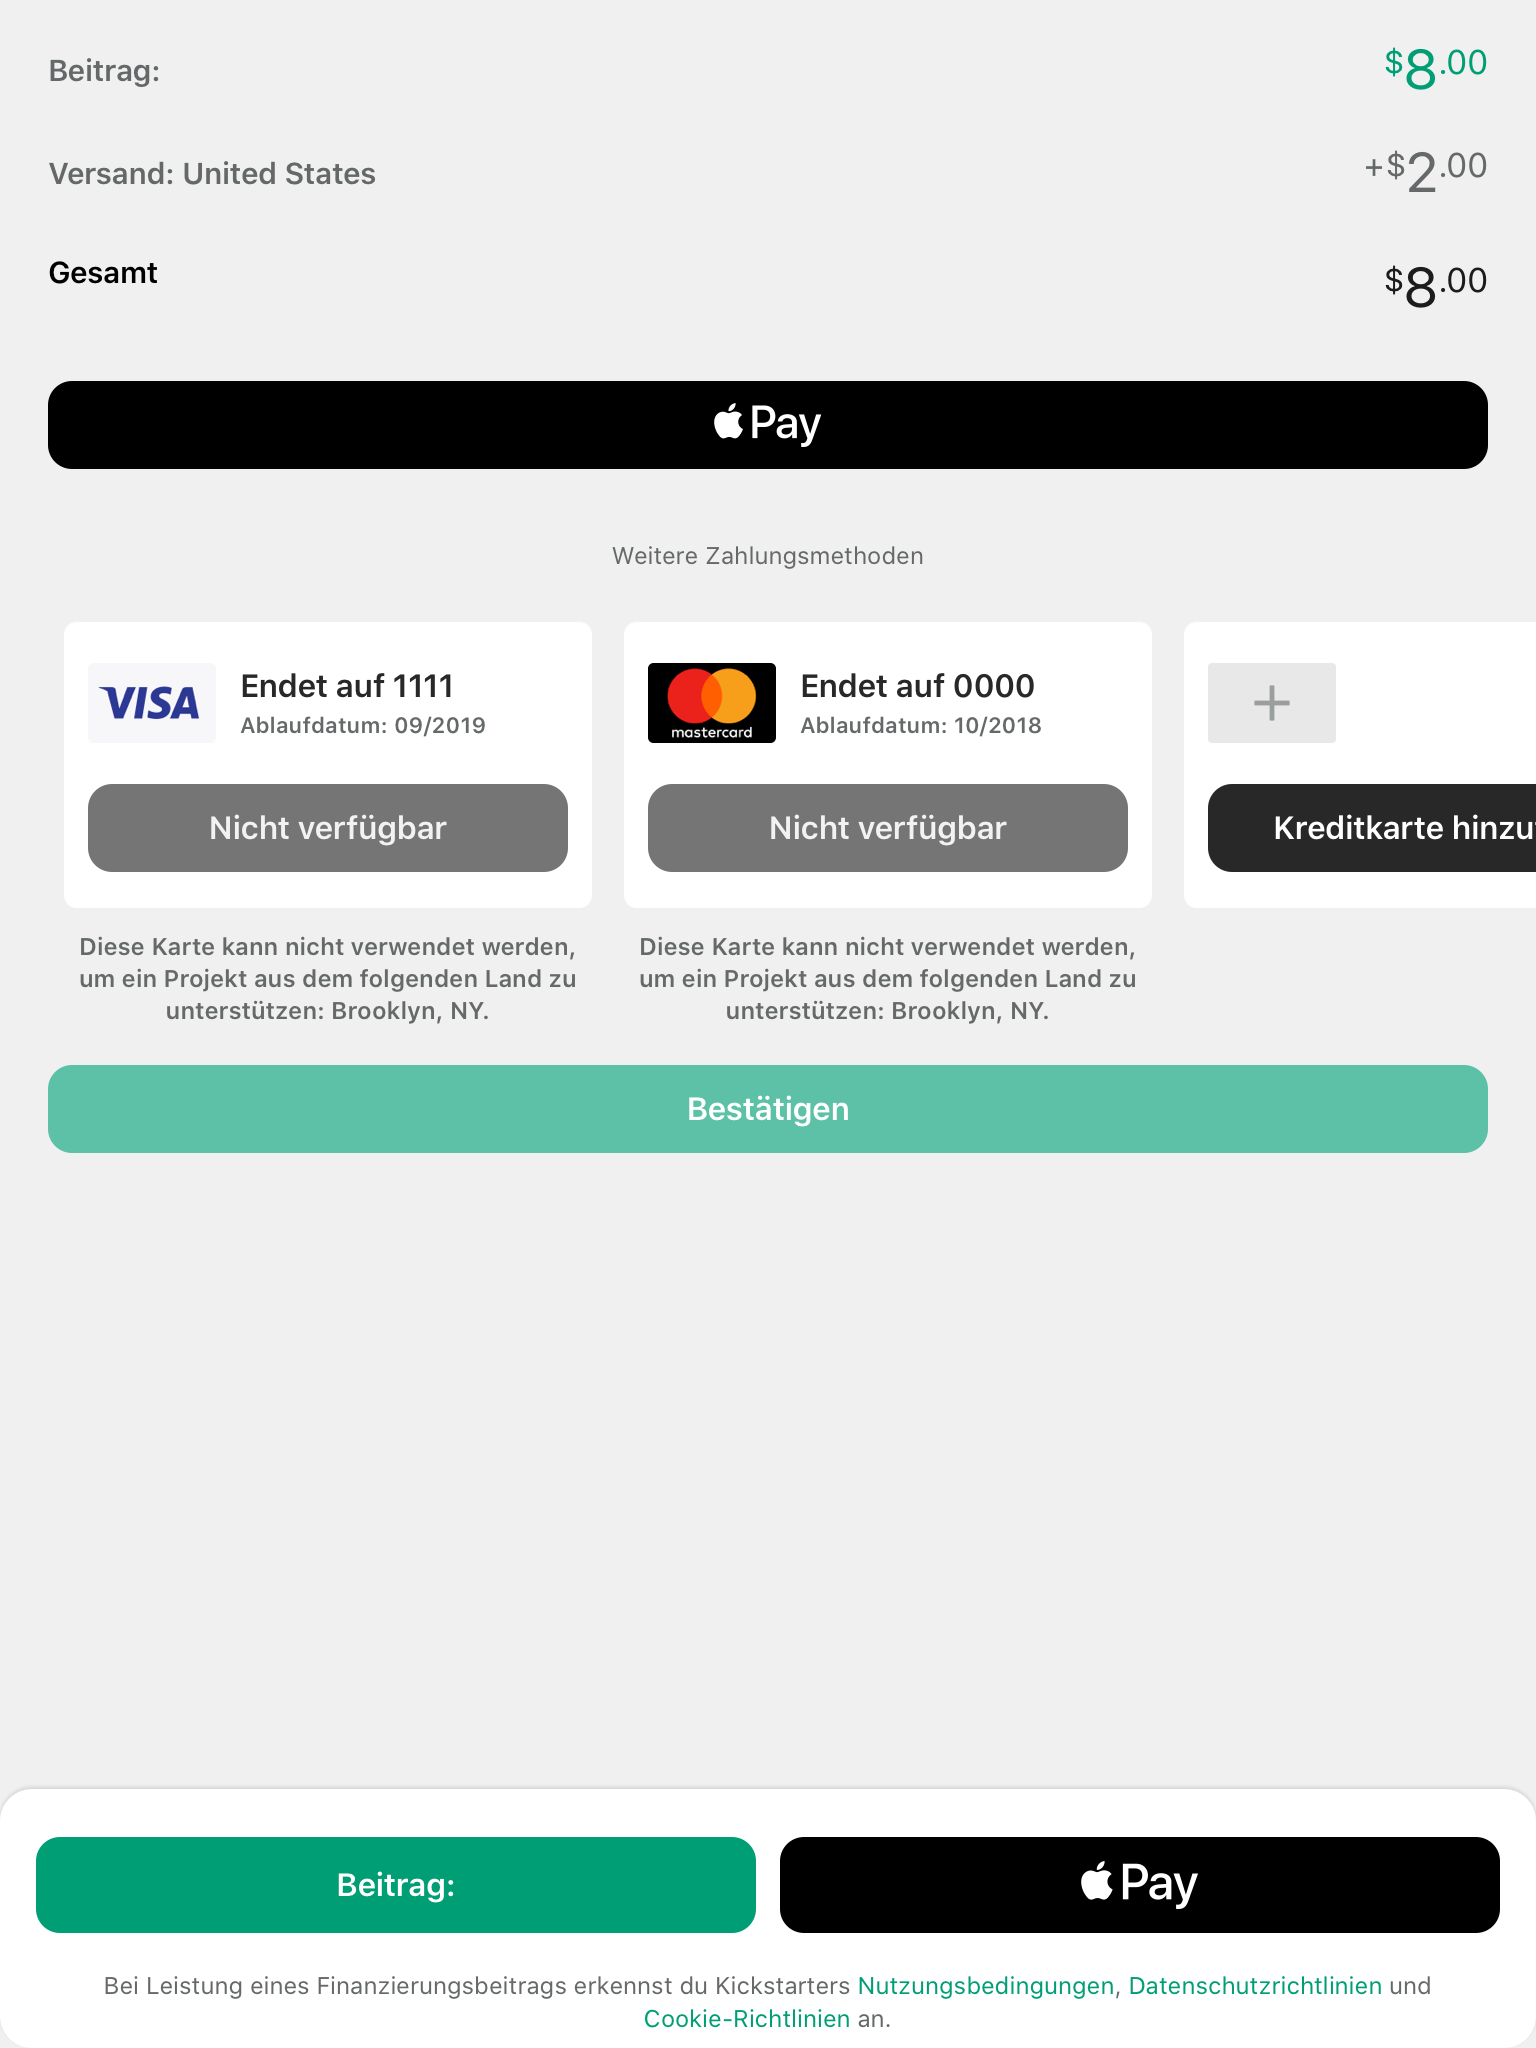 Beitrag:
$8.00
Versand: United States
+$2.00
Gesamt
$8.00
Pay
Weitere Zahlungsmethoden
VISA
Endet auf 1111
Ablaufdatum: 09/2019
Nicht verfügbar
Diese Karte kann nicht verwendet werden,
um ein Projekt aus dem folgenden Land zu
unterstützen: Brooklyn, NY.
mastercard
Endet auf 0000
Ablaufdatum: 10/2018
Nicht verfügbar
Diese Karte kann nicht verwendet werden,
um ein Projekt aus dem folgenden Land zu
unterstützen: Brooklyn, NY.
Kreditkarte hinzu
Bestätigen
Beitrag:
Pay
Bei Leistung eines Finanzierungsbeitrags erkennst du Kickstarters Nutzungsbedingungen, Datenschutzrichtlinien und
Cookie-Richtlinien an.